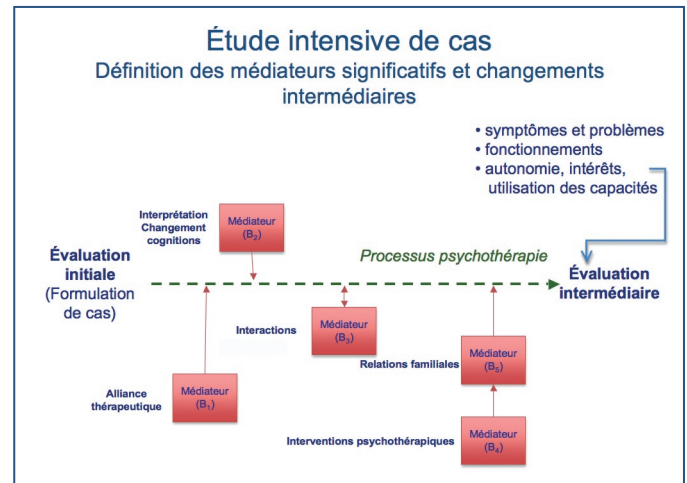 Étude intensive de cas
Définition des médiateurs significatifs et changements
intermédiaires
• symptômes et problèmes
• fonctionnements
• autonomie, intérêts,
utilisation des capacités
Interprétation
Changement
cognitions
Médiateur
(B₂)
Évaluation
initiale
(Formulation
de cas)
Processus psychothérapie
Évaluation
intermédiaire
Interactions
Médiateur
(B₃)
Relations familiales
Médiateur
(B₅)
Alliance
thérapeutique
Médiateur
(B₁)
Interventions psychothérapiques
Médiateur
(B₄)